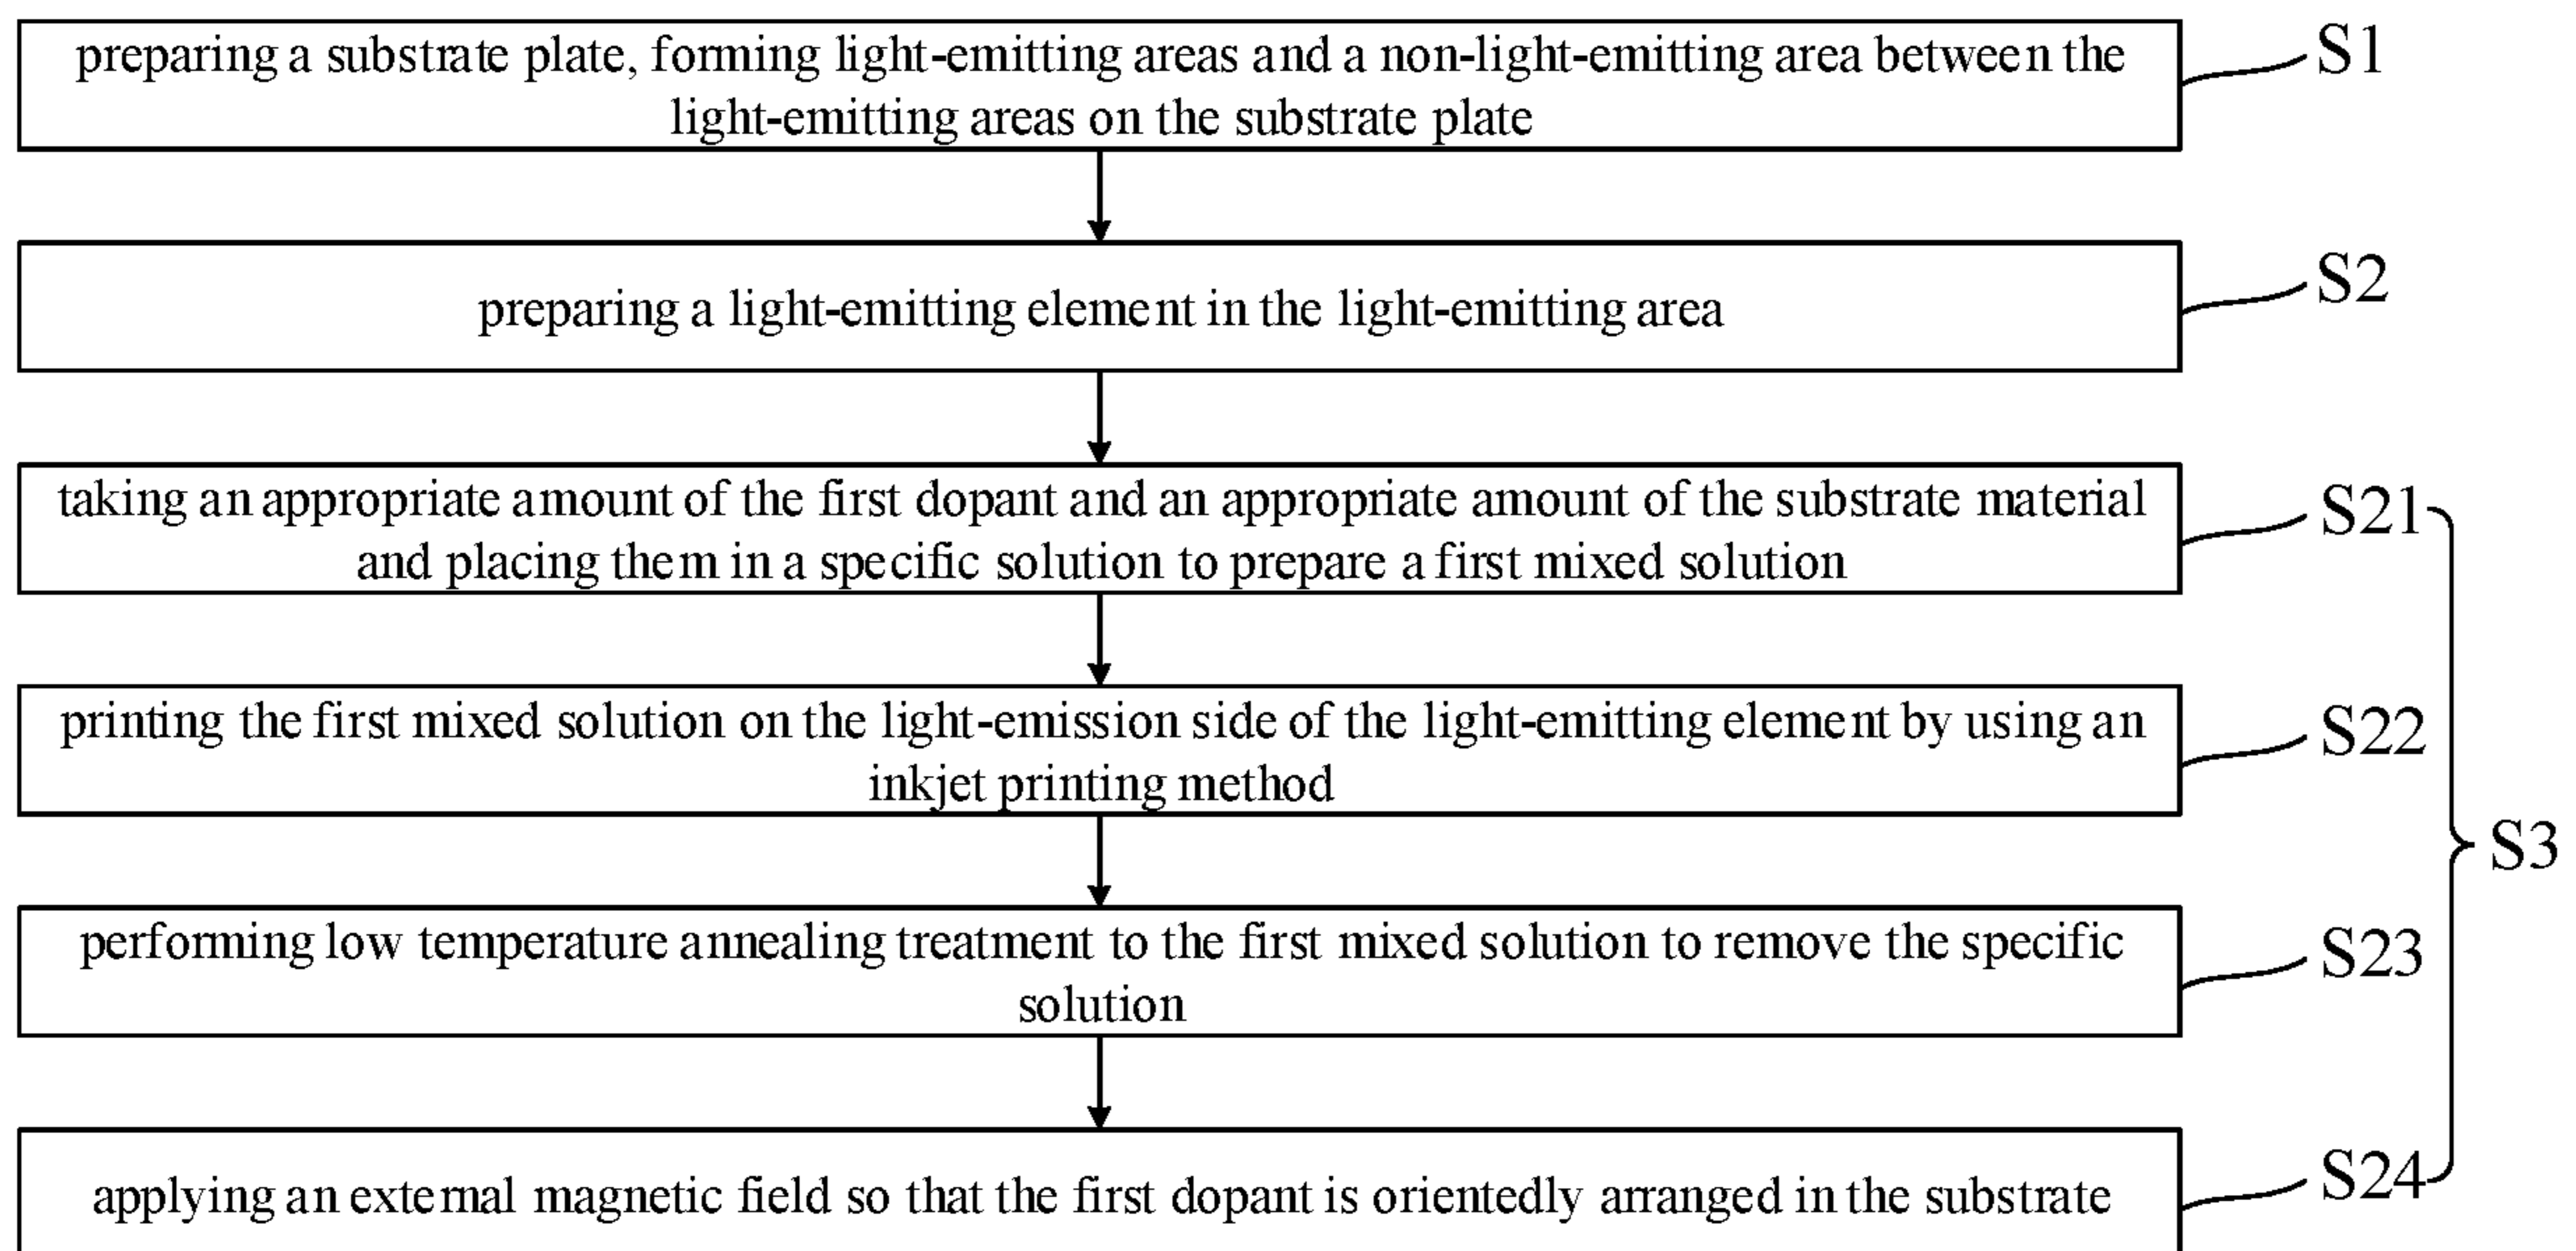 preparing a substrate plate, forming light-emitting areas and a non-light-emitting area between the
light-emitting areas on the substrate plate
S1
preparing a light-emitting element in the light-emitting area
S2
taking an appropriate amount of the first dopant and an appropriate amount of the substrate material
and placing them in a specific solution to prepare a first mixed solution
S21
printing the first mixed solution on the light-emission side of the light-emitting element by using an
inkjet printing method
S22
S3
performing low temperature annealing treatment to the first mixed solution to remove the specific
solution
S23
applying an external magnetic field so that the first dopant is orientedly arranged in the substrate
S24